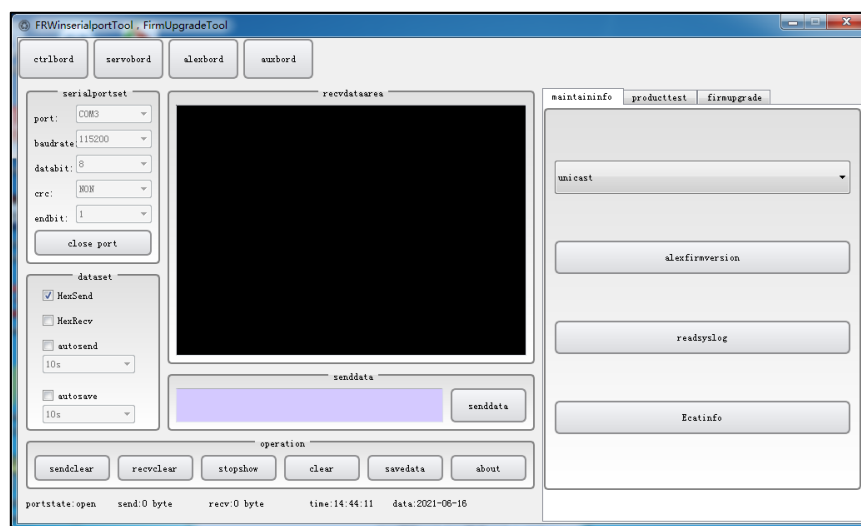 FRWinserialportTool . FirmUpgradeTool
ctrlbord servobord alexbord auxbord
serialportset
port: COM3
baudrate: 115200
databit: 8
crc: NON
endbit: 1
close port
dataset
HexSend
HexRecv
autosend
10s
autosave
10s
recvdataarea
senddata
senddata
operation
sendclear recvclear stopshow clear savedata about
maintaininfo producttest firmupgrade
unicast
alexfirmversion
readsyslog
Ecatinfo
portstate:open send:0 byte recv:0 byte time:14:44:11 data:2021-06-16